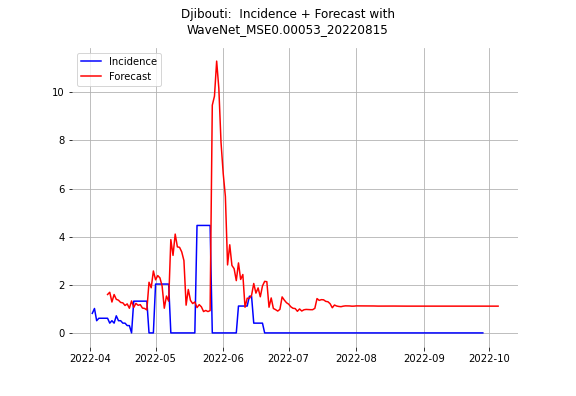 Djibouti:  Incidence + Forecast with
WaveNet_MSE0.00053_20220815
Incidence
Forecast
10
8
6
4
2
0
2022-04 2022-05 2022-06 2022-07 2022-08 2022-09 2022-10